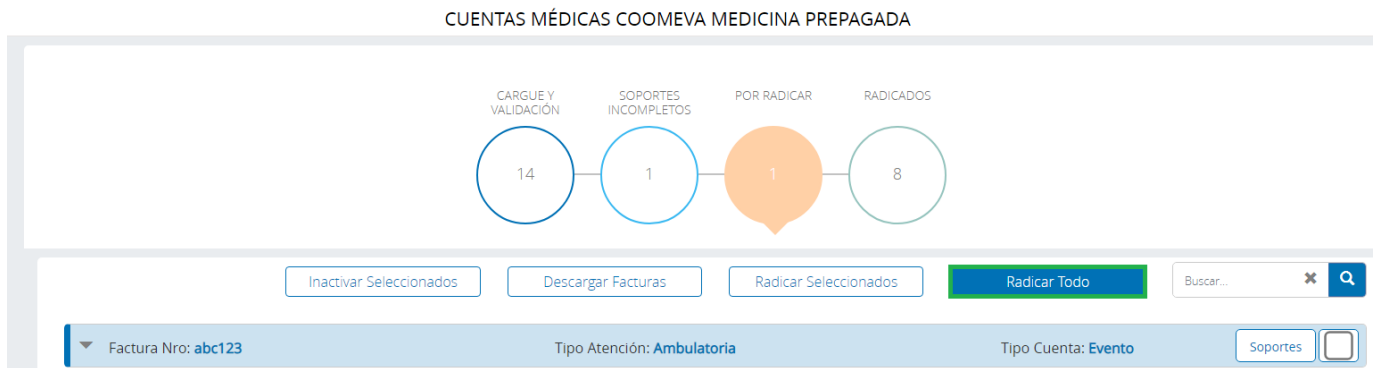 CUENTAS MÉDICAS COOMEVA MEDICINA PREPAGADA
CARGUE Y VALIDACIÓN
SOPORTES INCOMPLETOS
POR RADICAR
RADICADOS
14
1
1
8
Inactivar Seleccionados
Descargar Facturas
Radicar Seleccionados
Radicar Todo
Buscar...
Factura Nro: abc123
Tipo Atención: Ambulatoria
Tipo Cuenta: Evento
Soportes